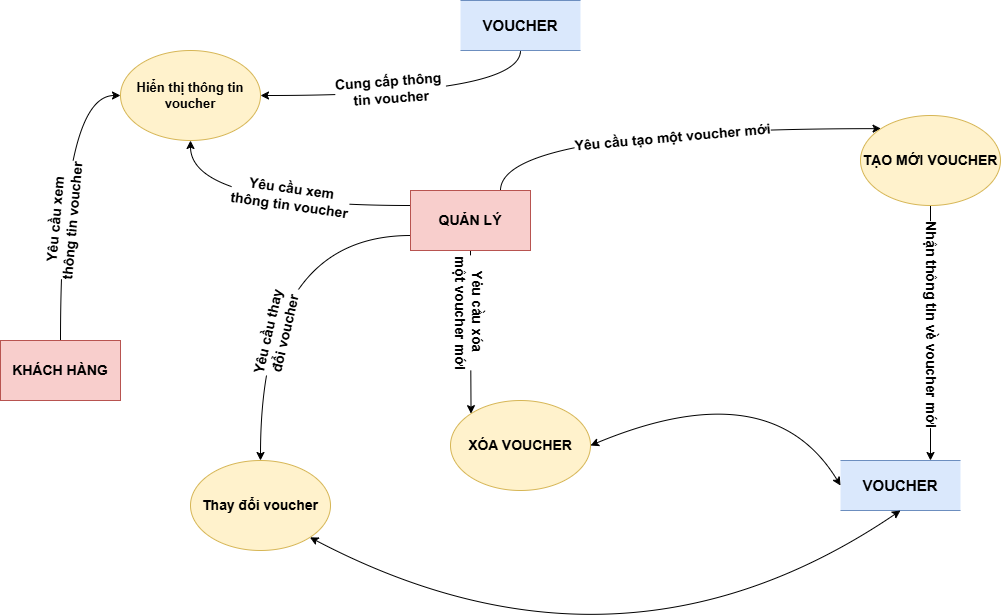 VOUCHER
Hiển thị thông tin
voucher
Cung cấp thông
tin voucher
Yêu cầu tạo một voucher mới
TẠO MỚI VOUCHER
Yêu cầu xem
thông tin voucher
Yêu cầu xem
thông tin voucher
QUẢN LÝ
Nhận thông tin về voucher mới
Yêu cầu xóa
một voucher mới
Yêu cầu thay
đổi voucher
KHÁCH HÀNG
XÓA VOUCHER
VOUCHER
Thay đổi voucher